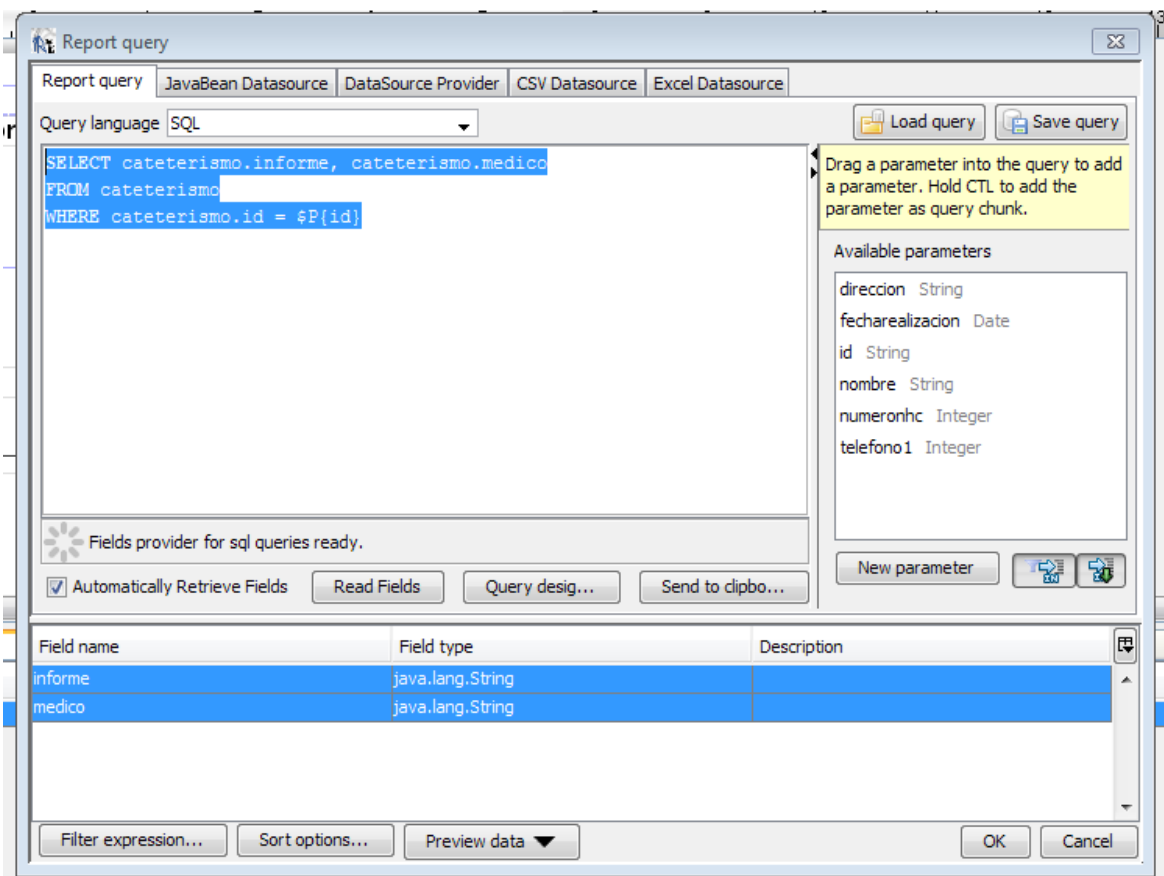 Report query
Report query JavaBean Datasource DataSource Provider CSV Datasource Excel Datasource
Query language SQL Load query Save query
SELECT cateterismo.informe, cateterismo.medico
FROM cateterismo
WHERE cateterismo.id = $P{id}
Drag a parameter into the query to add
a parameter. Hold CTL to add the
parameter as query chunk.
Available parameters
direccion String
fecharealizacion Date
id String
nombre String
numeronhc Integer
telefono1 Integer
Fields provider for sql queries ready.
New parameter
Automatically Retrieve Fields Read Fields Query desig... Send to clipbo...
Field name Field type Description
informe java.lang.String
medico java.lang.String
Filter expression... Sort options... Preview data OK Cancel